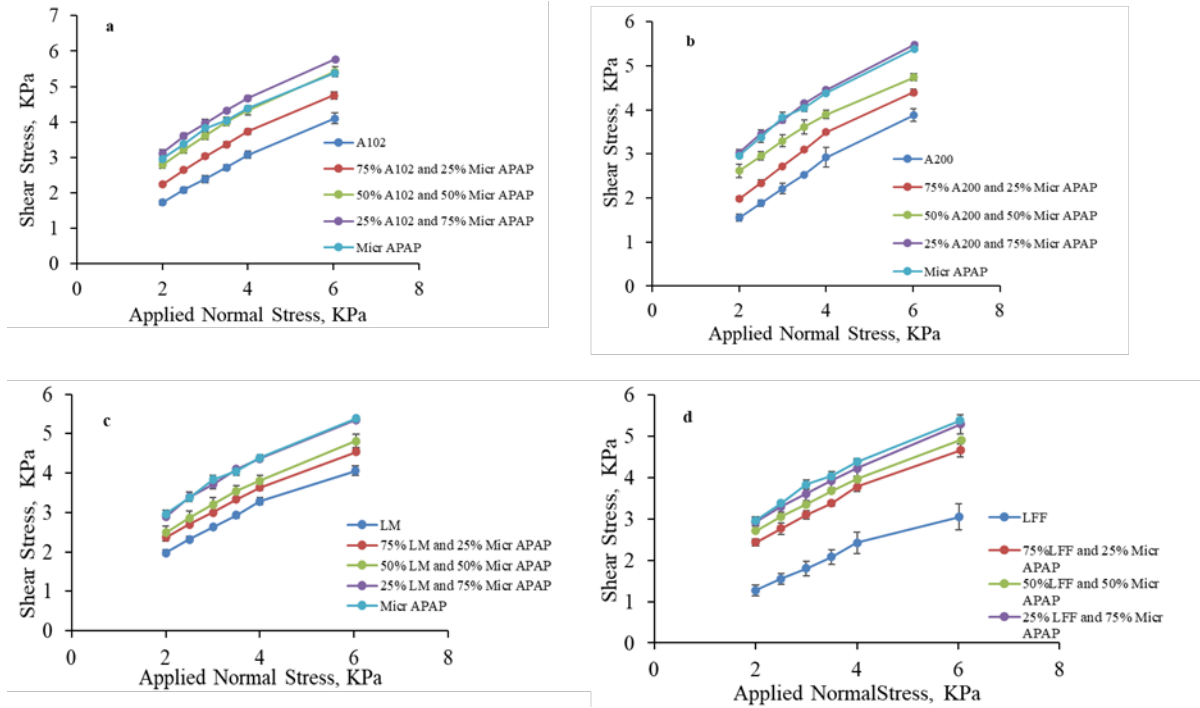 a
Shear Stress, KPa
7
6
5
4
3
2
1
0
0
2
4
6
8
Applied Normal Stress, KPa
A102
75% A102 and 25% Micr APAP
50% A102 and 50% Micr APAP
25% A102 and 75% Micr APAP
Micr APAP
b
Shear Stress, KPa
6
5
4
3
2
1
0
0
2
4
6
8
Applied Normal Stress, KPa
A200
75% A200 and 25% Micr APAP
50% A200 and 50% Micr APAP
25% A200 and 75% Micr APAP
Micr APAP
c
Shear Stress, KPa
6
5
4
3
2
1
0
0
2
4
6
8
Applied Normal Stress, KPa
LM
75% LM and 25% Micr APAP
50% LM and 50% Micr APAP
25% LM and 75% Micr APAP
Micr APAP
d
Shear Stress, KPa
6
5
4
3
2
1
0
0
2
4
6
8
Applied NormalStress, KPa
LFF
75%LFF and 25% Micr
APAP
50%LFF and 50% Micr
APAP
25% LFF and 75% Micr
APAP